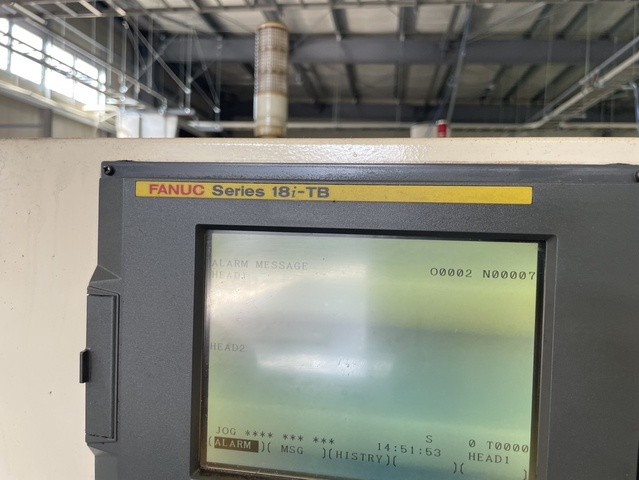 FANUC Series 18i-TB
ALARM MESSAGE
HEAD1 O0002 N00007
HEAD2
JOG **** *** *** S 0 T0000
14:51:53 HEAD1
(ALARM)( MSG )(HISTRY)( )( )